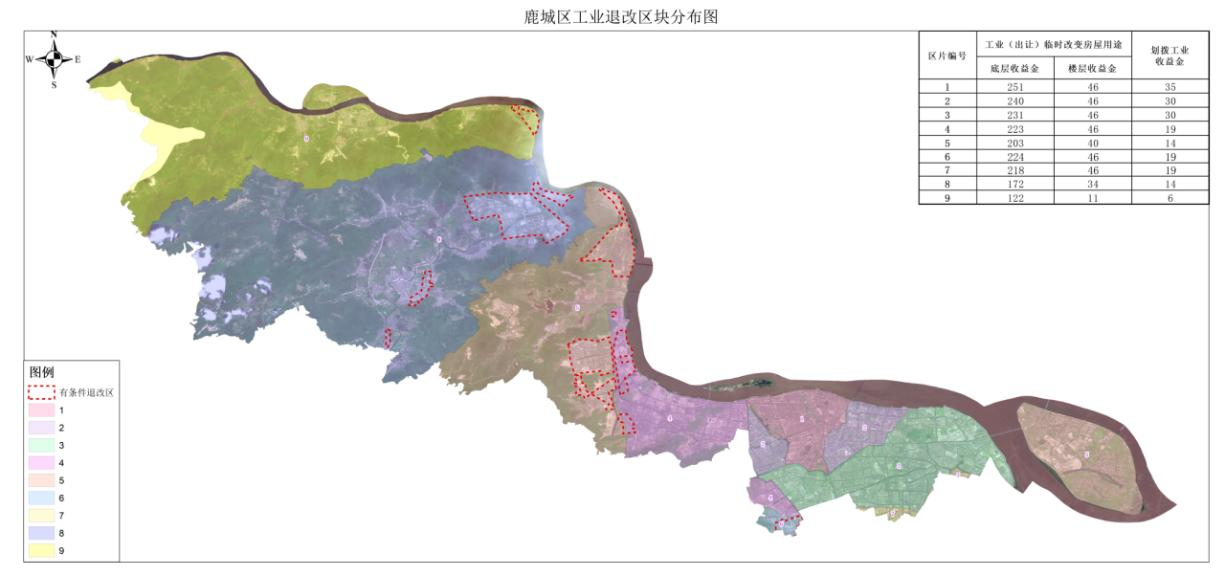 鹿城区工业退改区块分布图
N
W E
S
区片编号 工业（出让）临时改变房屋用途 划拨工业收益金
底层收益金 楼层收益金
1 251 46 35
2 240 46 30
3 231 46 30
4 223 46 19
5 203 40 14
6 224 46 19
7 218 46 19
8 172 34 14
9 122 11 6
图例
有条件退改区
1
2
3
4
5
6
7
8
9